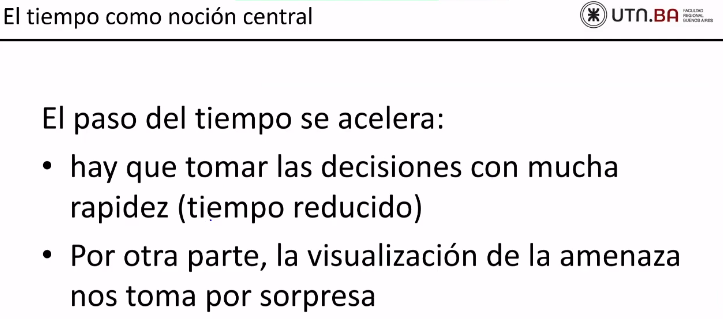 El tiempo como noción central
UTN.BA FACULTAD REGIONAL BUENOS AIRES
El paso del tiempo se acelera:
• hay que tomar las decisiones con mucha
rapidez (tiempo reducido)
• Por otra parte, la visualización de la amenaza
nos toma por sorpresa